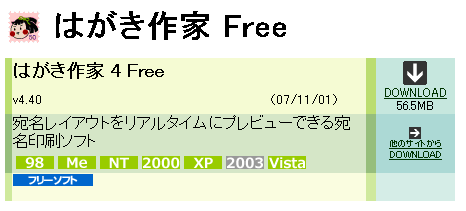 はがき作家 Free
はがき作家 4 Free
v4.40 (07/11/01)
宛名レイアウトをリアルタイムにプレビューできる宛
名印刷ソフト
98 Me NT 2000 XP 2003 Vista
フリーソフト
DOWNLOAD
56.5MB
他のサイトから
DOWNLOAD
50